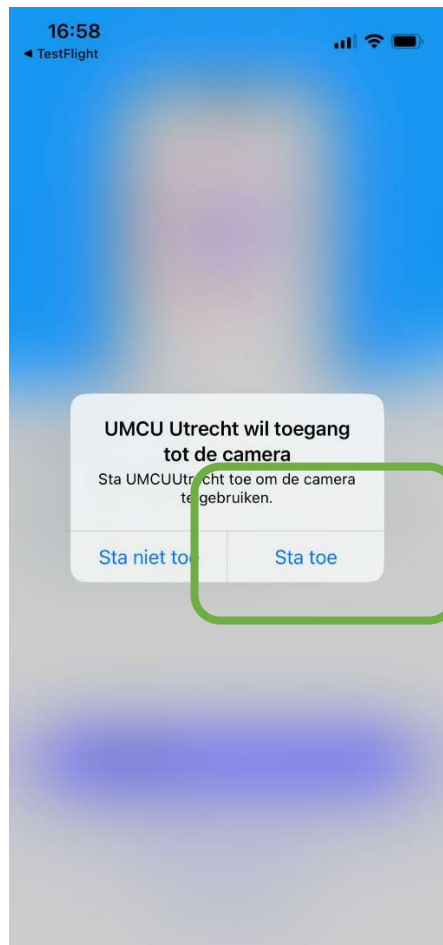 16:58
◄ TestFlight
UMCU Utrecht wil toegang
tot de camera
Sta UMCUUtrecht toe om de camera
te gebruiken.
Sta niet toe
Sta toe